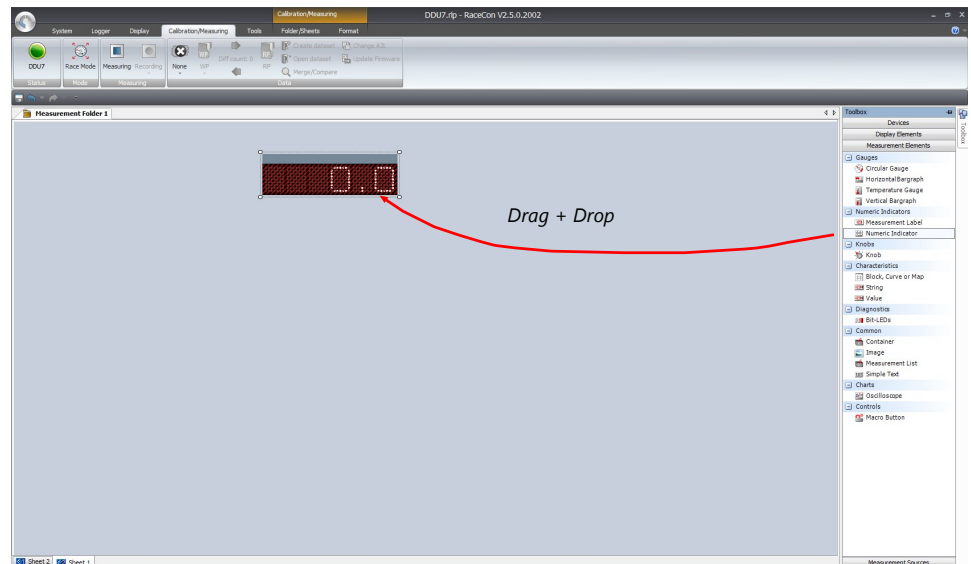 Calibration/Measuring
DDU7.rlp - RaceCon V2.5.0.2002
System Logger Display Calibration/Measuring Tools Folder/Sheets Format
DDU7 Race Mode Measuring Recording None WP Diff count: 0 RP
Create dataset Change A.S.
Open dataset Update Firmware
Merge/Compare
Status Mode Measuring Data
Measurement Folder 1
Toolbox
Toolbox
Devices
Display Elements
Measurement Elements
Gauges
Circular Gauge
HorizontalBargraph
Temperature Gauge
Vertical Bargraph
Numeric Indicators
Measurement Label
Numeric Indicator
Knobs
Knob
Characteristics
Block, Curve or Map
String
Value
Diagnostics
Bit-LEDs
Common
Container
Image
Measurement List
Simple Text
Charts
Oscilloscope
Controls
Macro Button
Measurement Sources
0.0
Drag + Drop
Sheet 2 Sheet 1